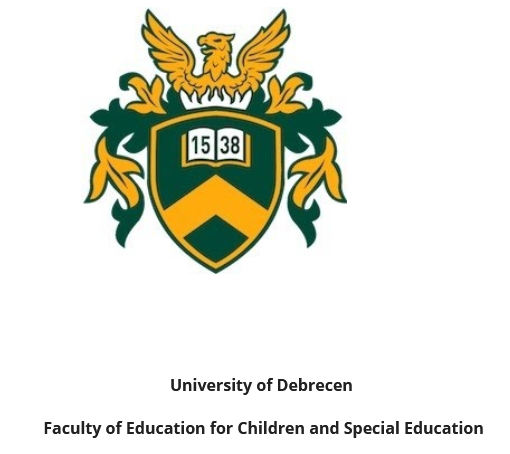 15 38
University of Debrecen
Faculty of Education for Children and Special Education